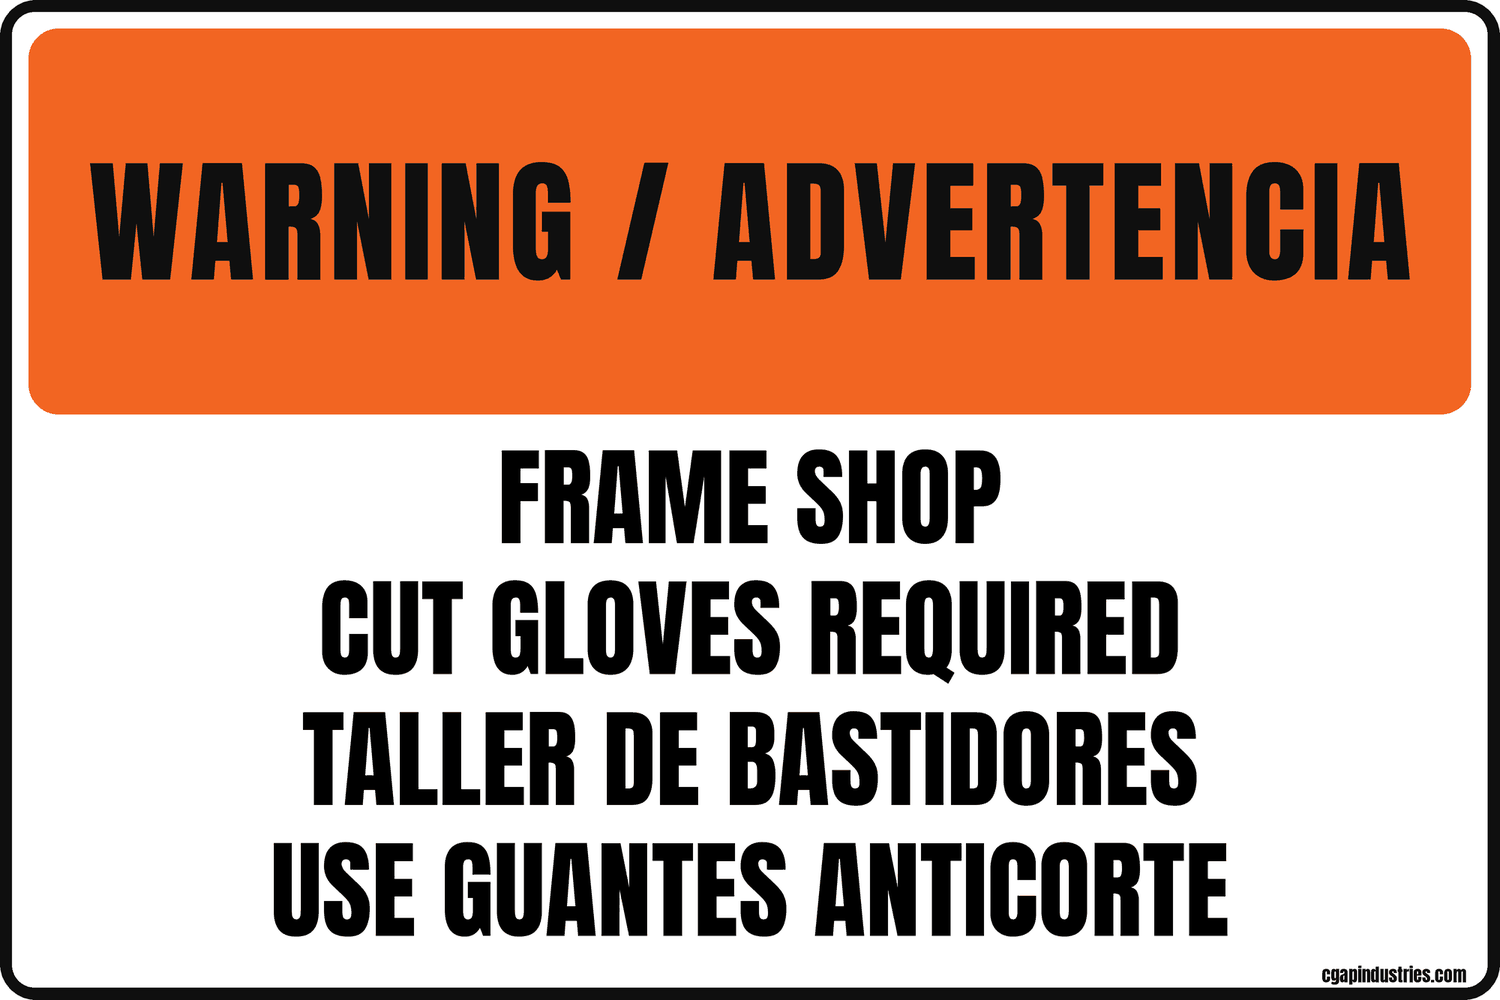 WARNING / ADVERTENCIA
FRAME SHOP
CUT GLOVES REQUIRED
TALLER DE BASTIDORES
USE GUANTES ANTICORTE
cgapindustries.com